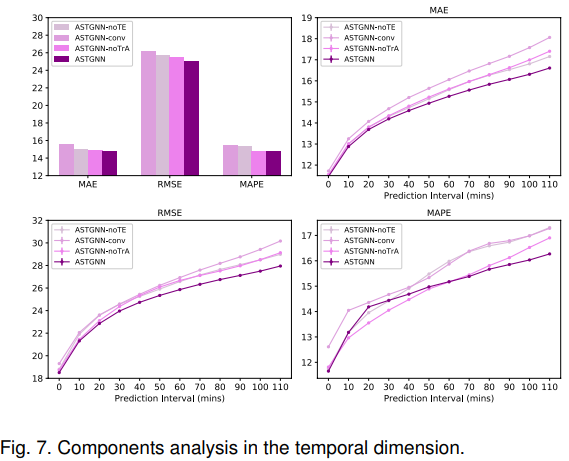 30
28
26
24
22
20
18
16
14
12
ASTGNN-noTE
ASTGNN-conv
ASTGNN-noTrA
ASTGNN
MAE
RMSE
MAPE
MAE
19
18
17
16
15
14
13
12
ASTGNN-noTE
ASTGNN-conv
ASTGNN-noTrA
ASTGNN
0 10 20 30 40 50 60 70 80 90 100 110
Prediction Interval (mins)
RMSE
32
30
28
26
24
22
20
18
ASTGNN-noTE
ASTGNN-conv
ASTGNN-noTrA
ASTGNN
0 10 20 30 40 50 60 70 80 90 100 110
Prediction Interval (mins)
MAPE
17
16
15
14
13
12
ASTGNN-noTE
ASTGNN-conv
ASTGNN-noTrA
ASTGNN
0 10 20 30 40 50 60 70 80 90 100 110
Prediction Interval (mins)
Fig. 7. Components analysis in the temporal dimension.